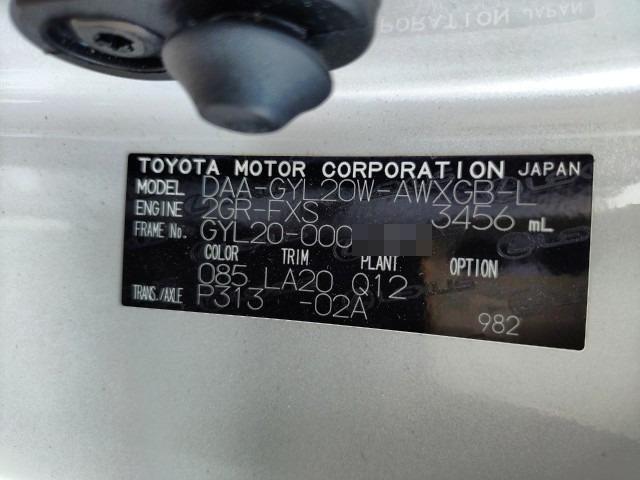 PORATION JAPAN
TOYOTA MOTOR CORPORATION JAPAN
MODEL DAA-GYL20W-AWXGB-L
ENGINE 2GR-FXS 3456 mL
FRAME No. GYL20-000
COLOR TRIM PLANT OPTION
085 LA20 Q12
TRANS./AXLE P313 -02A
982